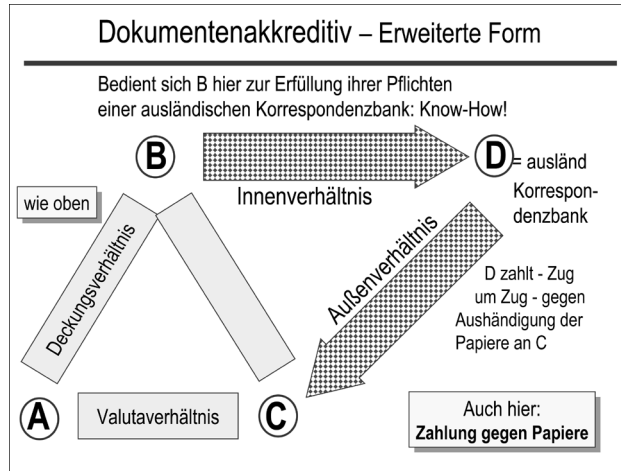 Dokumentenakkreditiv – Erweiterte Form
Bedient sich B hier zur Erfüllung ihrer Pflichten
einer ausländischen Korrespondenzbank: Know-How!
B
D
= ausländ
Korrespon-
denzbank
Innenverhältnis
wie oben
Deckungsverhältnis
Außenverhältnis
D zahlt - Zug
um Zug - gegen
Aushändigung der
Papiere an C
A
Valutaverhältnis
C
Auch hier:
Zahlung gegen Papiere